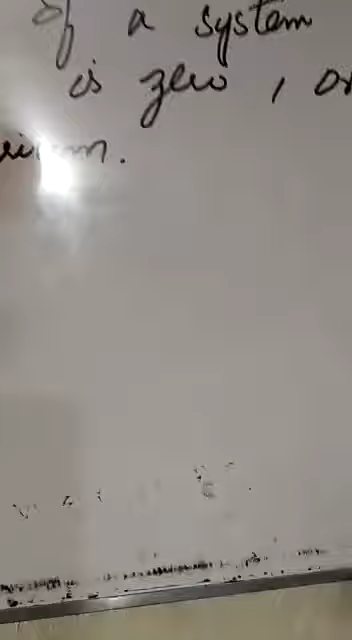 of a system
is zero, or